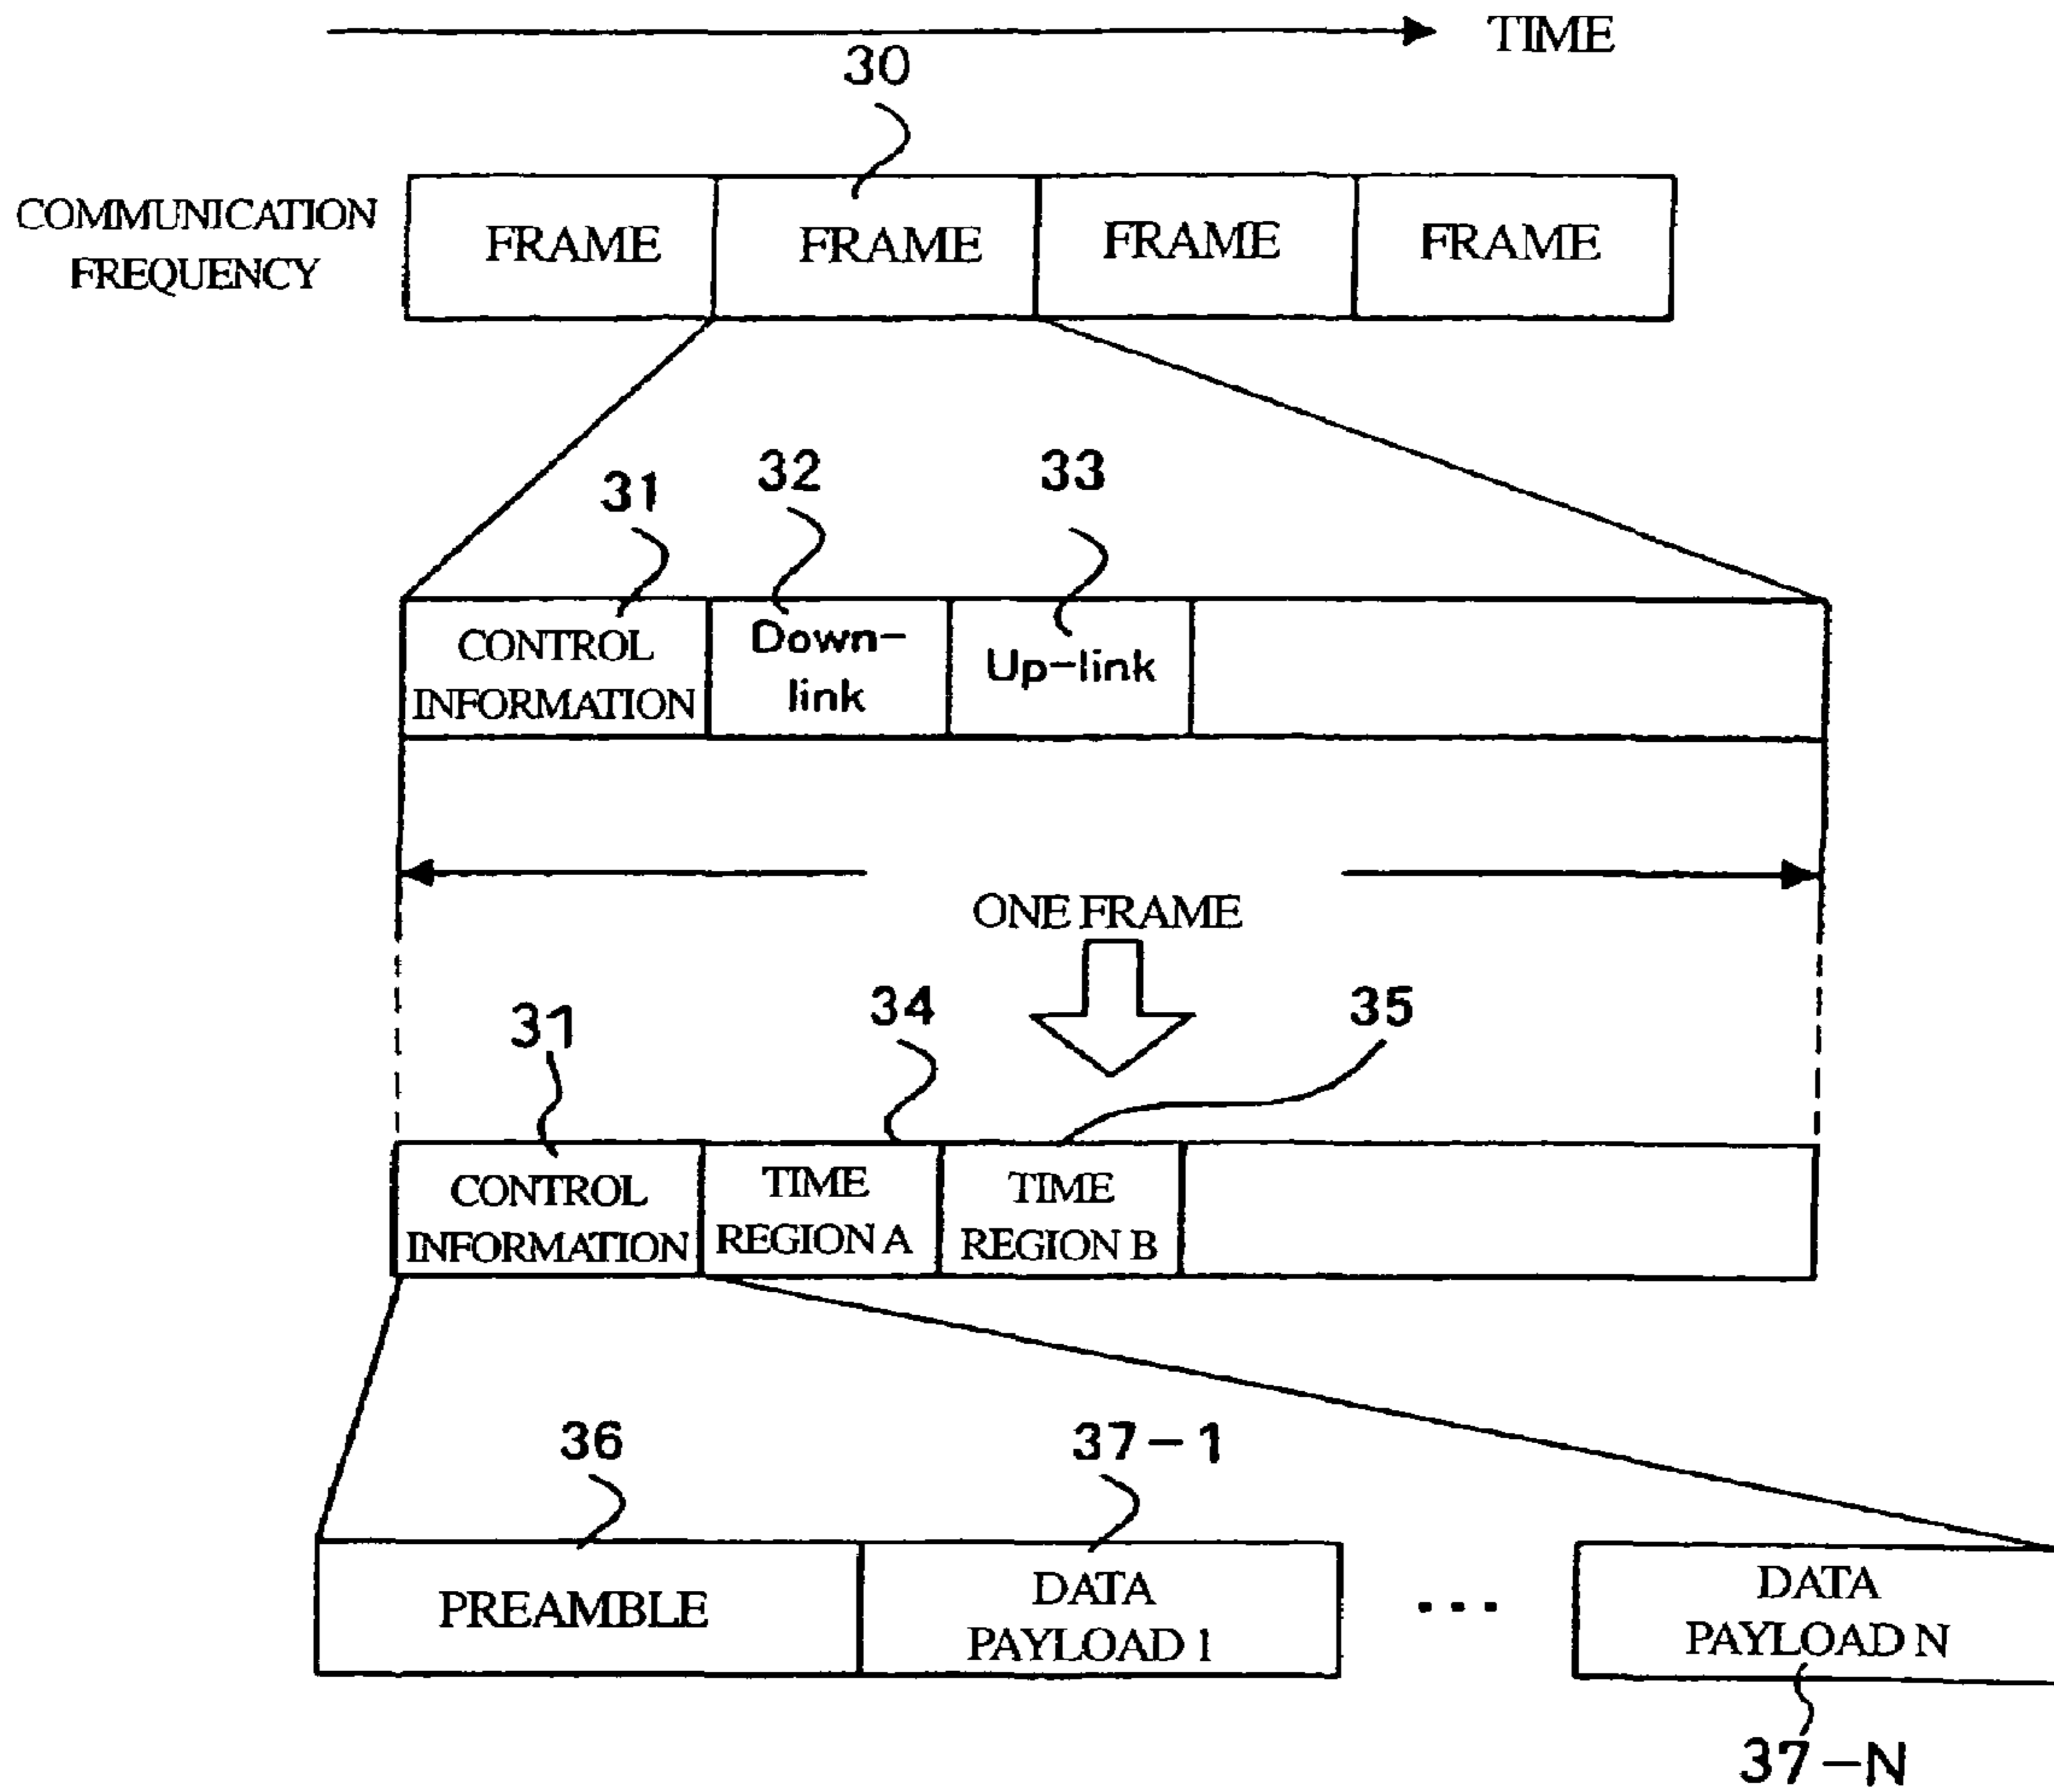 TIME
30
COMMUNICATION
FREQUENCY
FRAME
FRAME
FRAME
FRAME
31
32
33
CONTROL
INFORMATION
Down-
link
Up-link
ONE FRAME
31
34
35
CONTROL
INFORMATION
TIME
REGION A
TIME
REGION B
36
37-1
PREAMBLE
DATA
PAYLOAD 1
...
DATA
PAYLOAD N
37-N